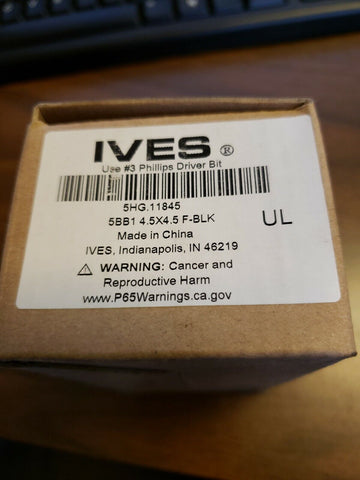 IVES ®
Use #3 Phillips Driver Bit
5HG.11845
5BB1 4.5X4.5 F-BLK
UL
Made in China
IVES, Indianapolis, IN 46219
⚠ WARNING: Cancer and
Reproductive Harm
www.P65Warnings.ca.gov